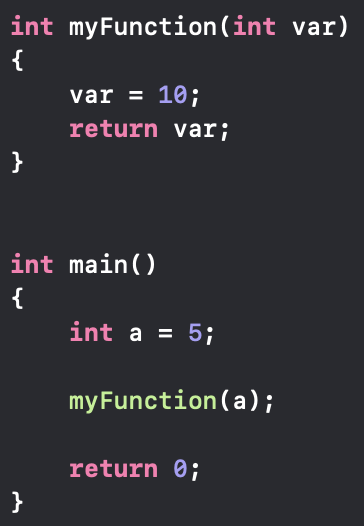 int myFunction(int var)
{
    var = 10;
    return var;
}
int main()
{
    int a = 5;
    myFunction(a);
    return 0;
}